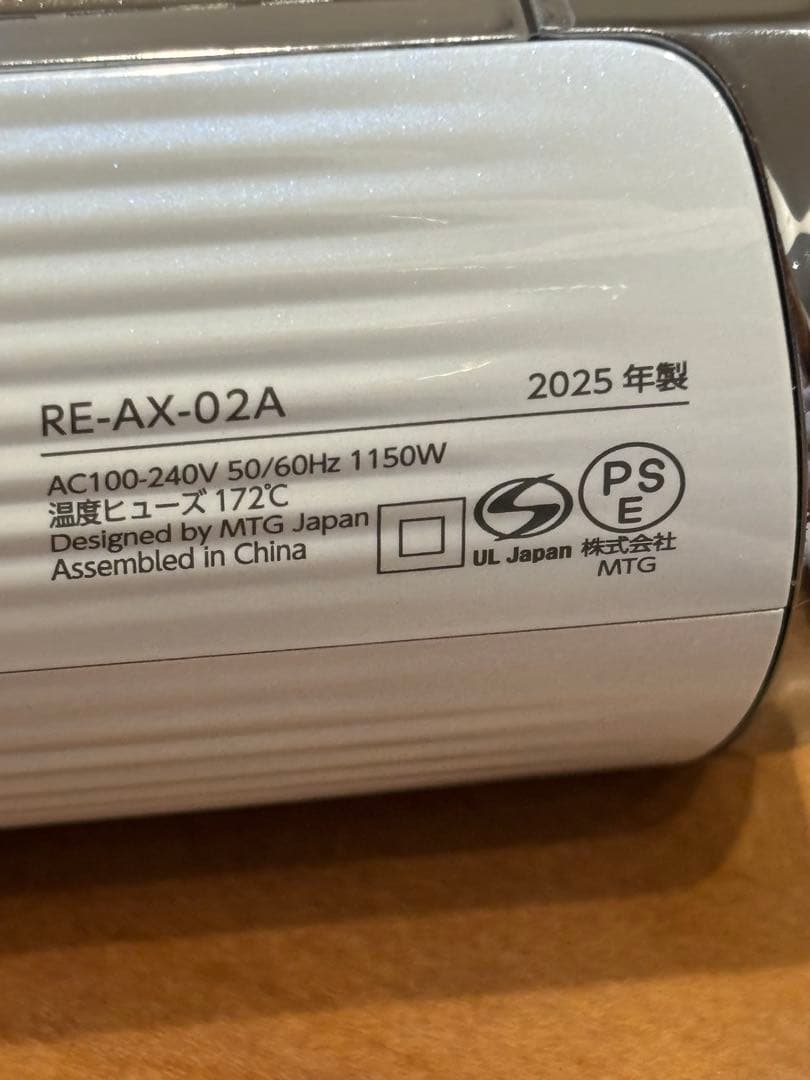 RE-AX-02A 2025 年製
AC100-240V 50/60Hz 1150W
温度ヒューズ 172℃
Designed by MTG Japan
Assembled in China
UL Japan
PS
E
株式会社
MTG